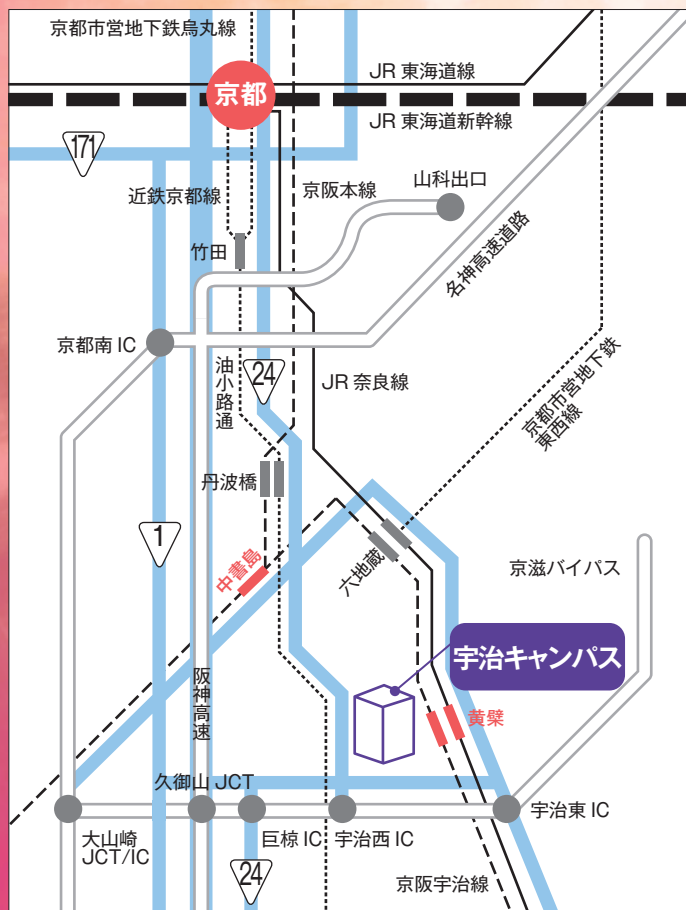 京都市営地下鉄烏丸線
JR 東海道線
京都
JR 東海道新幹線
171
山科出口
近鉄京都線
京阪本線
竹田
名神高速道路
京都南 IC
油小路通
24
JR 奈良線
京都市営地下鉄
東西線
丹波橋
1
中書島
六地蔵
京滋バイパス
宇治キャンパス
阪神高速
黄檗
久御山 JCT
大山崎
JCT/IC
巨椋 IC
宇治西 IC
宇治東 IC
24
京阪宇治線